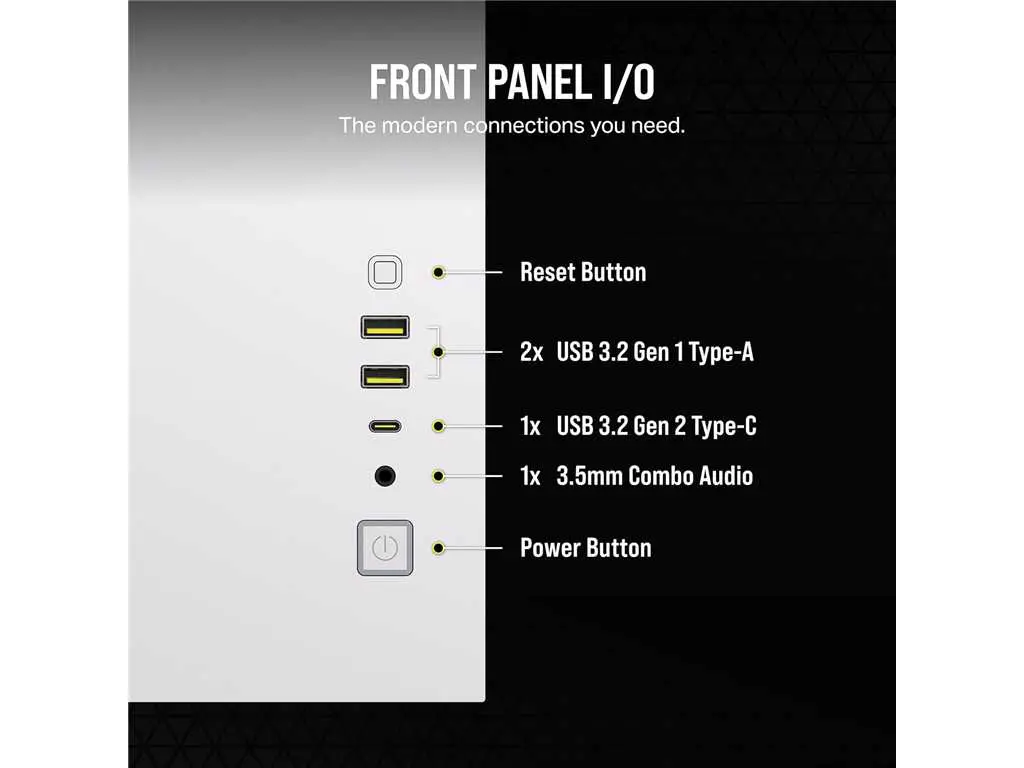 FRONT PANEL I/O
The modern connections you need.
Reset Button
2x USB 3.2 Gen 1 Type-A
1x USB 3.2 Gen 2 Type-C
1x 3.5mm Combo Audio
Power Button